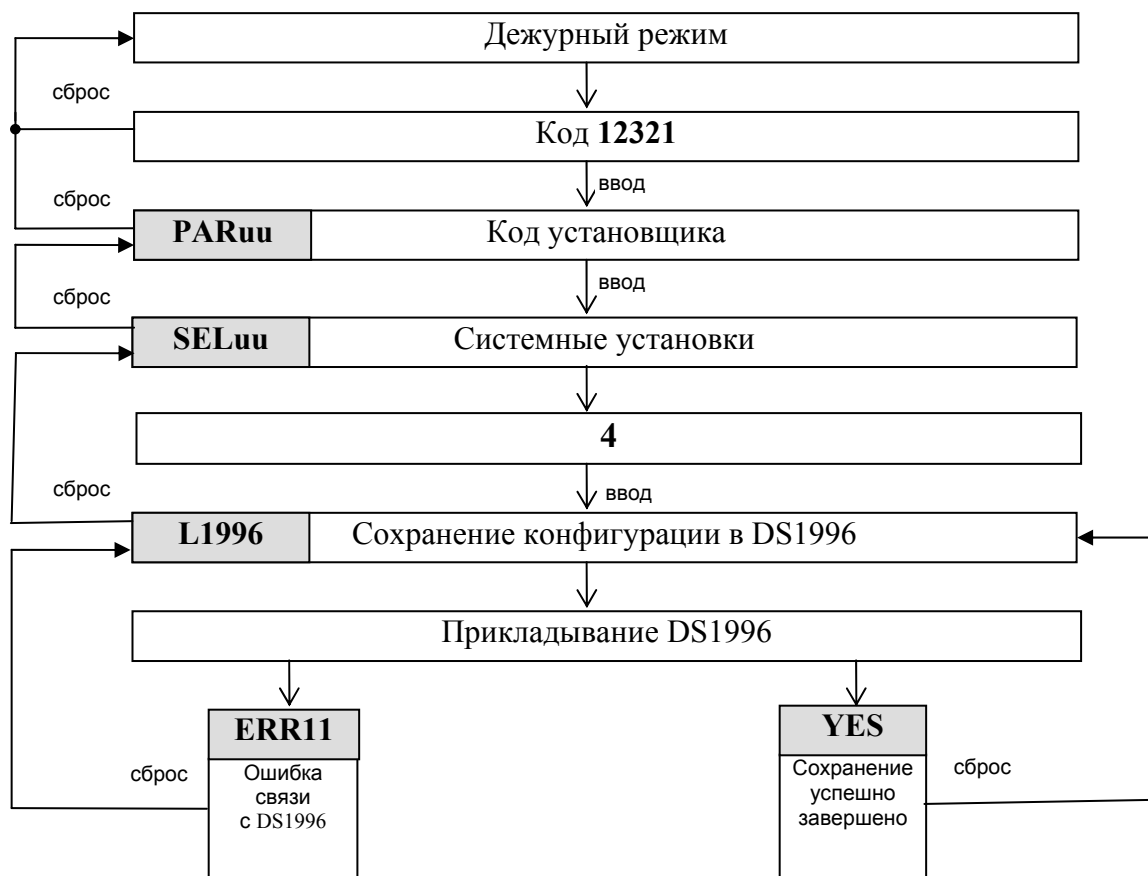 Дежурный режим
сброс
Код 12321
ввод
сброс
PARuu Код установщика
ввод
сброс
SELuu Системные установки
4
сброс
ввод
L1996 Сохранение конфигурации в DS1996
Прикладывание DS1996
ERR11
YES
сброс
Ошибка
связи
с DS1996
Сохранение
успешно
завершено
сброс